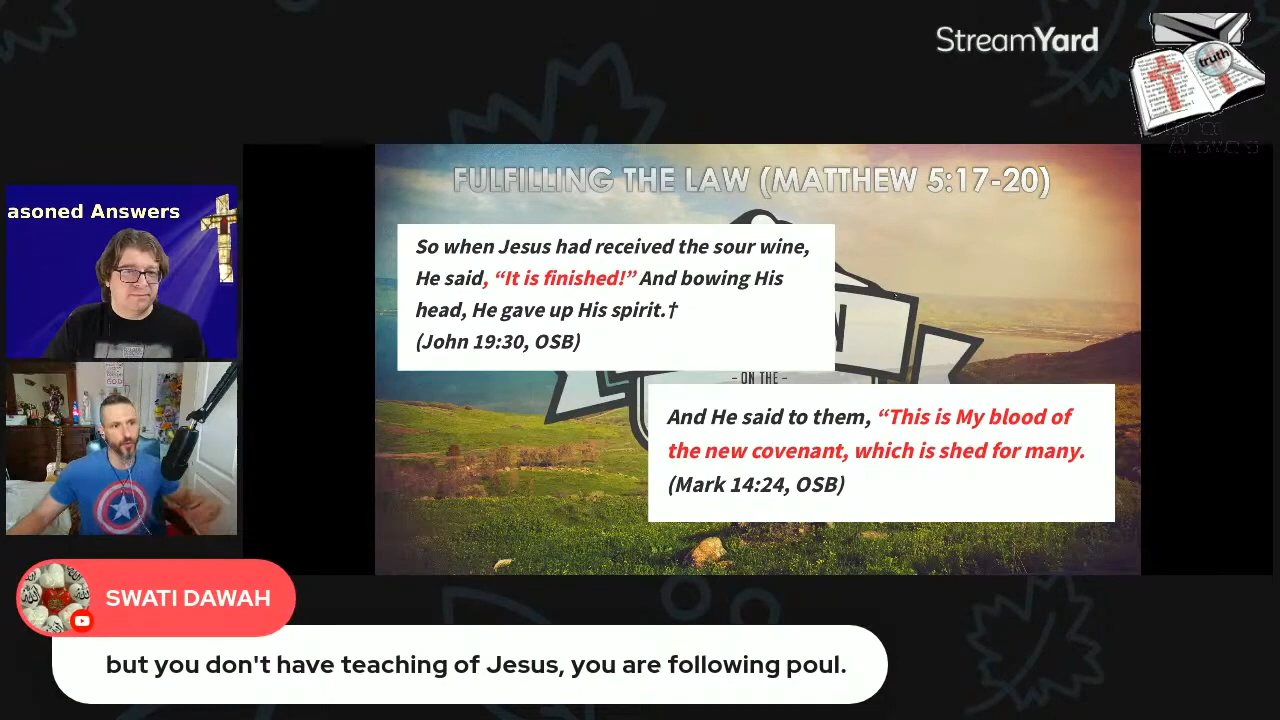 StreamYard
truth
asoned Answers
FULFILLING THE LAW (MATTHEW 5:17-20)
So when Jesus had received the sour wine,
He said, “It is finished!” And bowing His
head, He gave up His spirit.†
(John 19:30, OSB)
- ON THE -
And He said to them, “This is My blood of
the new covenant, which is shed for many.
(Mark 14:24, OSB)
SWATI DAWAH
but you don't have teaching of Jesus, you are following poul.